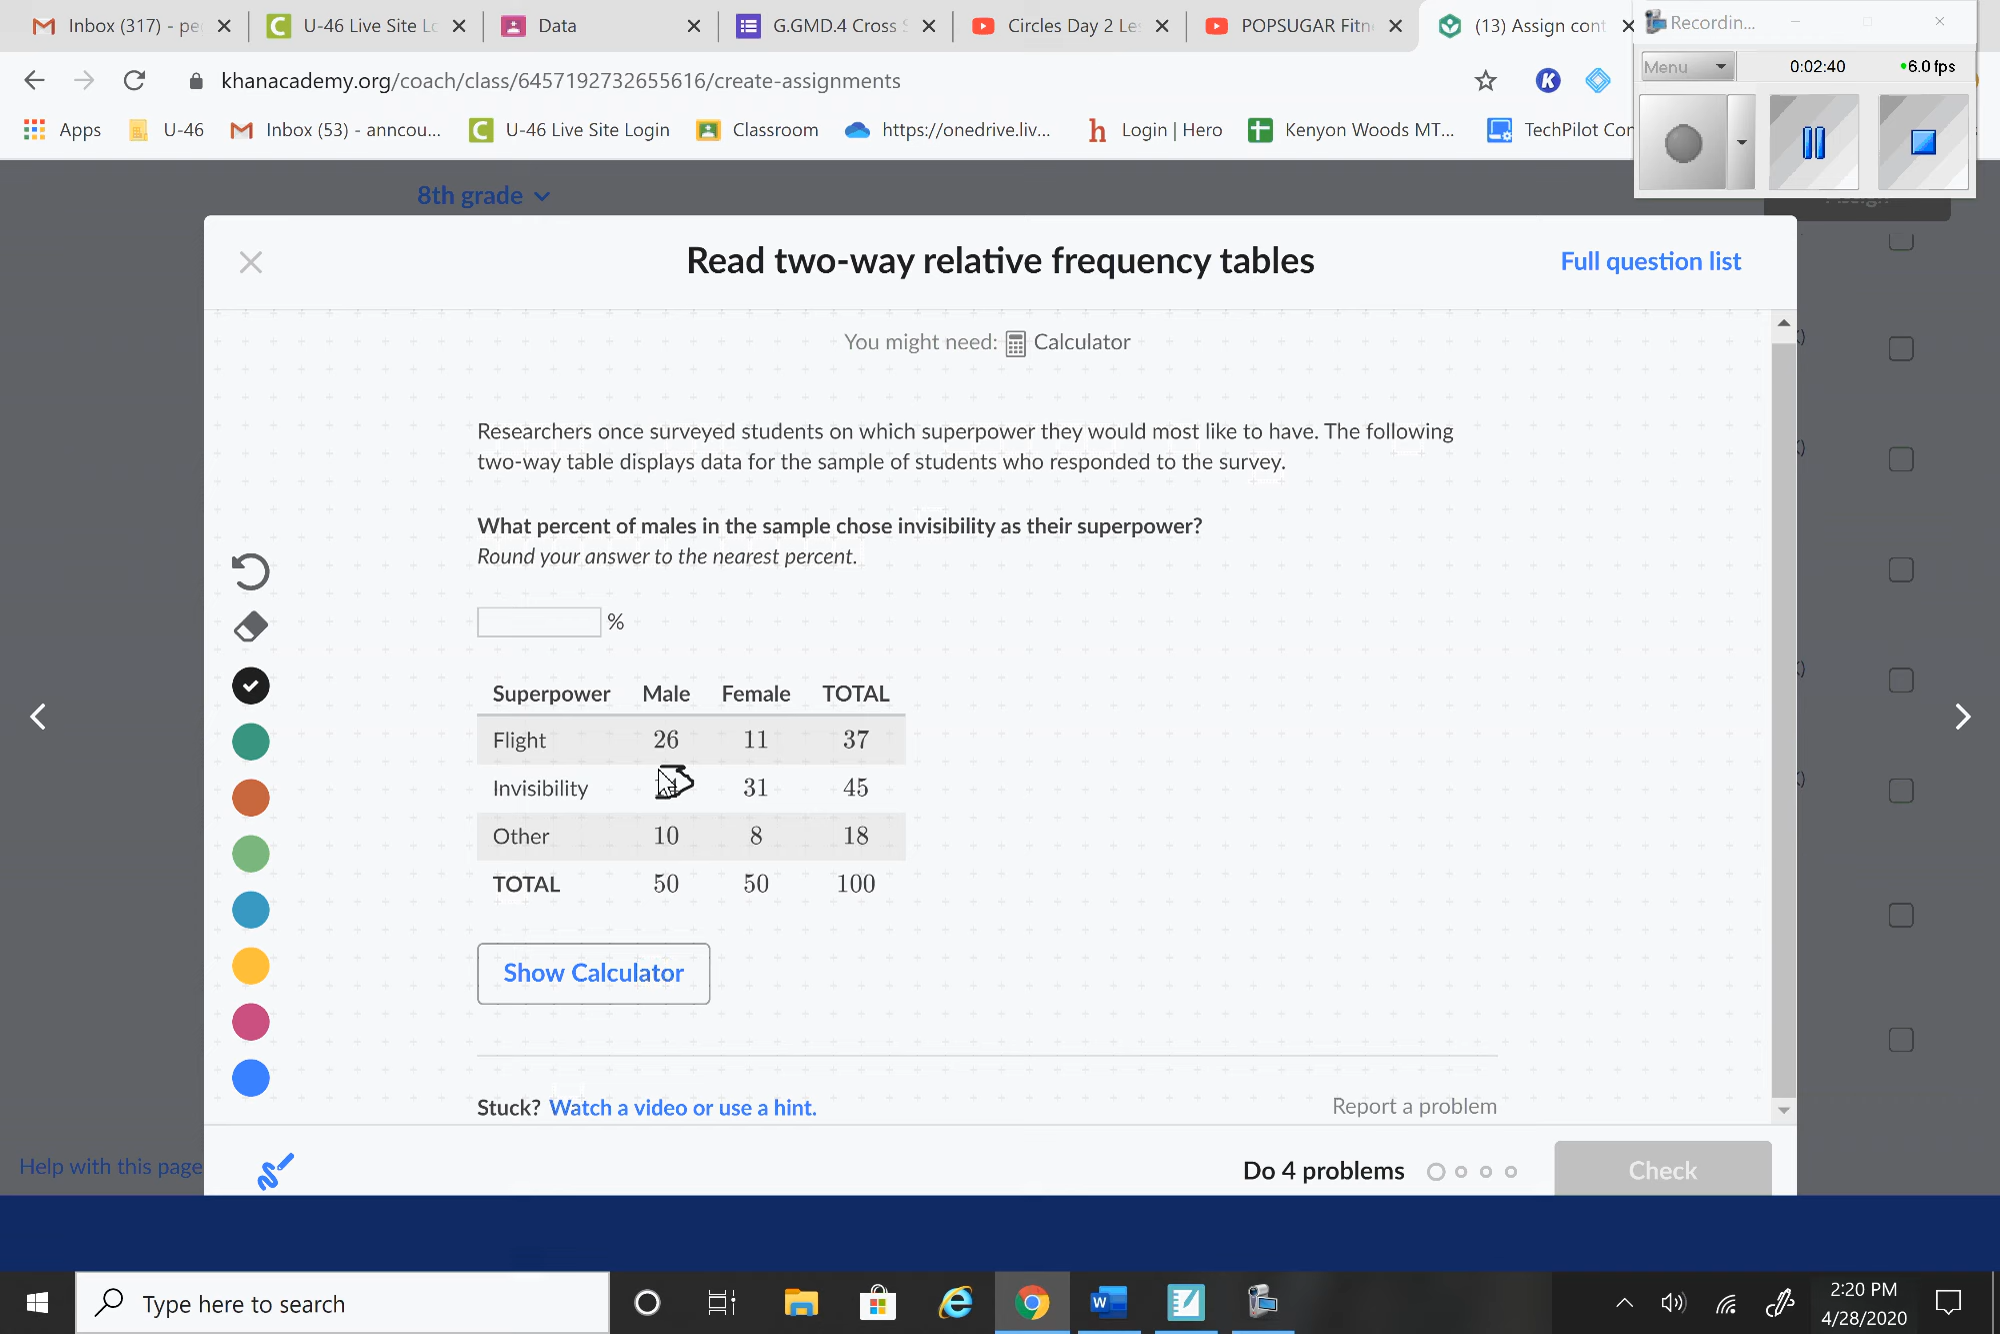 Inbox (317) - pe
U-46 Live Site Lo
Data
G.GMD.4 Cross S
Circles Day 2 Le
POPSUGAR Fitn
(13) Assign cont
Recordin...
Menu
0:02:40
6.0 fps
khanacademy.org/coach/class/6457192732655616/create-assignments
Apps
U-46
Inbox (53) - anncou...
U-46 Live Site Login
Classroom
https://onedrive.liv...
Login | Hero
Kenyon Woods MT...
TechPilot Cor
8th grade
Assign
Read two-way relative frequency tables
Full question list
You might need: Calculator
Researchers once surveyed students on which superpower they would most like to have. The following
two-way table displays data for the sample of students who responded to the survey.
What percent of males in the sample chose invisibility as their superpower?
Round your answer to the nearest percent.
%
Superpower Male Female TOTAL
Flight 26 11 37
Invisibility 31 45
Other 10 8 18
TOTAL 50 50 100
Show Calculator
Stuck? Watch a video or use a hint.
Report a problem
Help with this page
Do 4 problems
Check
Type here to search
2:20 PM
4/28/2020